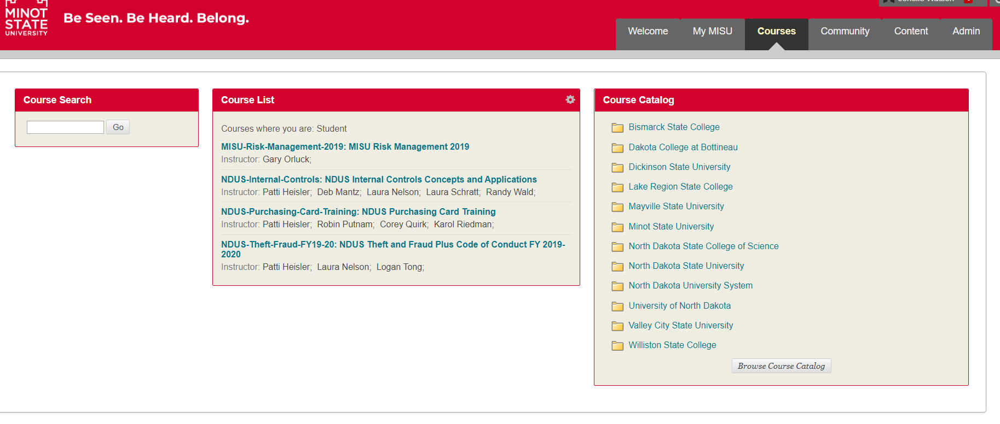 MINOT
STATE
UNIVERSITY
Be Seen. Be Heard. Belong.
Welcome
My MISU
Courses
Community
Content
Admin
Course Search
Go
Course List
Courses where you are: Student
MISU-Risk-Management-2019: MISU Risk Management 2019
Instructor: Gary Orluck;
NDUS-Internal-Controls: NDUS Internal Controls Concepts and Applications
Instructor: Patti Heisler; Deb Mantz; Laura Nelson; Laura Schratt; Randy Wald;
NDUS-Purchasing-Card-Training: NDUS Purchasing Card Training
Instructor: Patti Heisler; Robin Putnam; Corey Quirk; Karol Riedman;
NDUS-Theft-Fraud-FY19-20: NDUS Theft and Fraud Plus Code of Conduct FY 2019-
2020
Instructor: Patti Heisler; Laura Nelson; Logan Tong;
Course Catalog
Bismarck State College
Dakota College at Bottineau
Dickinson State University
Lake Region State College
Mayville State University
Minot State University
North Dakota State College of Science
North Dakota State University
North Dakota University System
University of North Dakota
Valley City State University
Williston State College
Browse Course Catalog